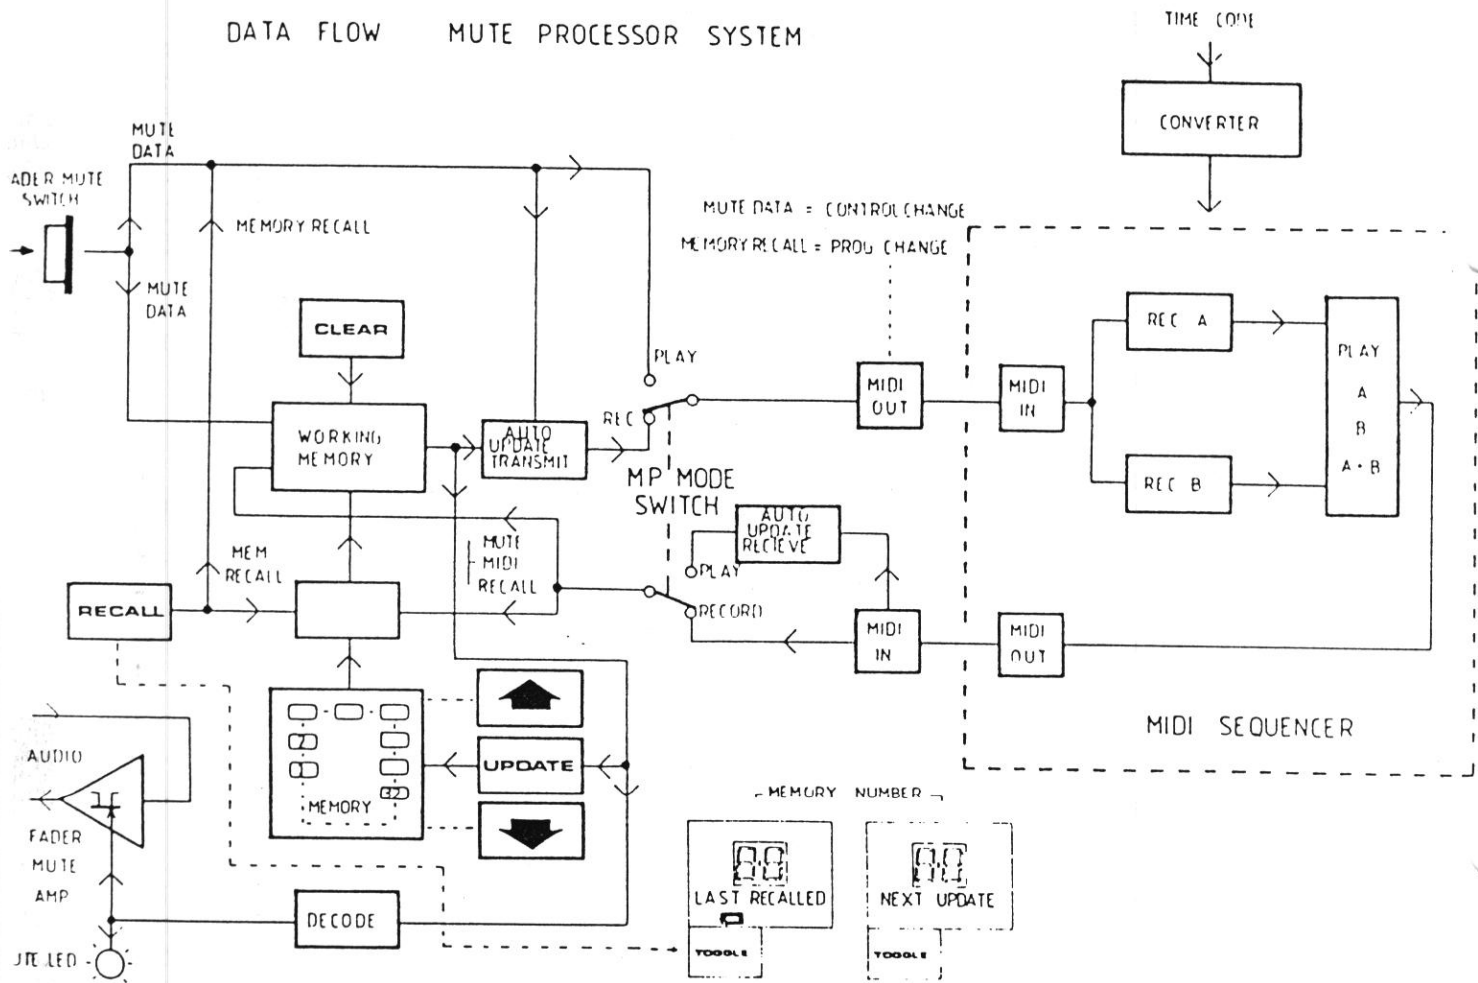 DATA FLOW MUTE PROCESSOR SYSTEM
TIME CODE
CONVERTER
MUTE
DATA
ADER MUTE
SWITCH
MEMORY RECALL
MUTE
DATA
MUTE DATA = CONTROL CHANGE
MEMORY RECALL = PROG CHANGE
CLEAR
PLAY
REC
WORKING
MEMORY
AUTO
UPDATE
TRANSMIT
MIDI
OUT
MIDI
IN
REC A
REC B
PLAY
A
B
A·B
MP MODE
SWITCH
AUTO
UPDATE
RECIEVE
PLAY
RECORD
MUTE
MIDI
RECALL
MEM
RECALL
RECALL
MIDI
IN
MIDI
OUT
MIDI SEQUENCER
2
1
32
MEMORY
UPDATE
AUDIO
FADER
MUTE
AMP
DECODE
UTE LED
MEMORY NUMBER
88
LAST RECALLED
TOGGLE
88
NEXT UPDATE
TOGGLE